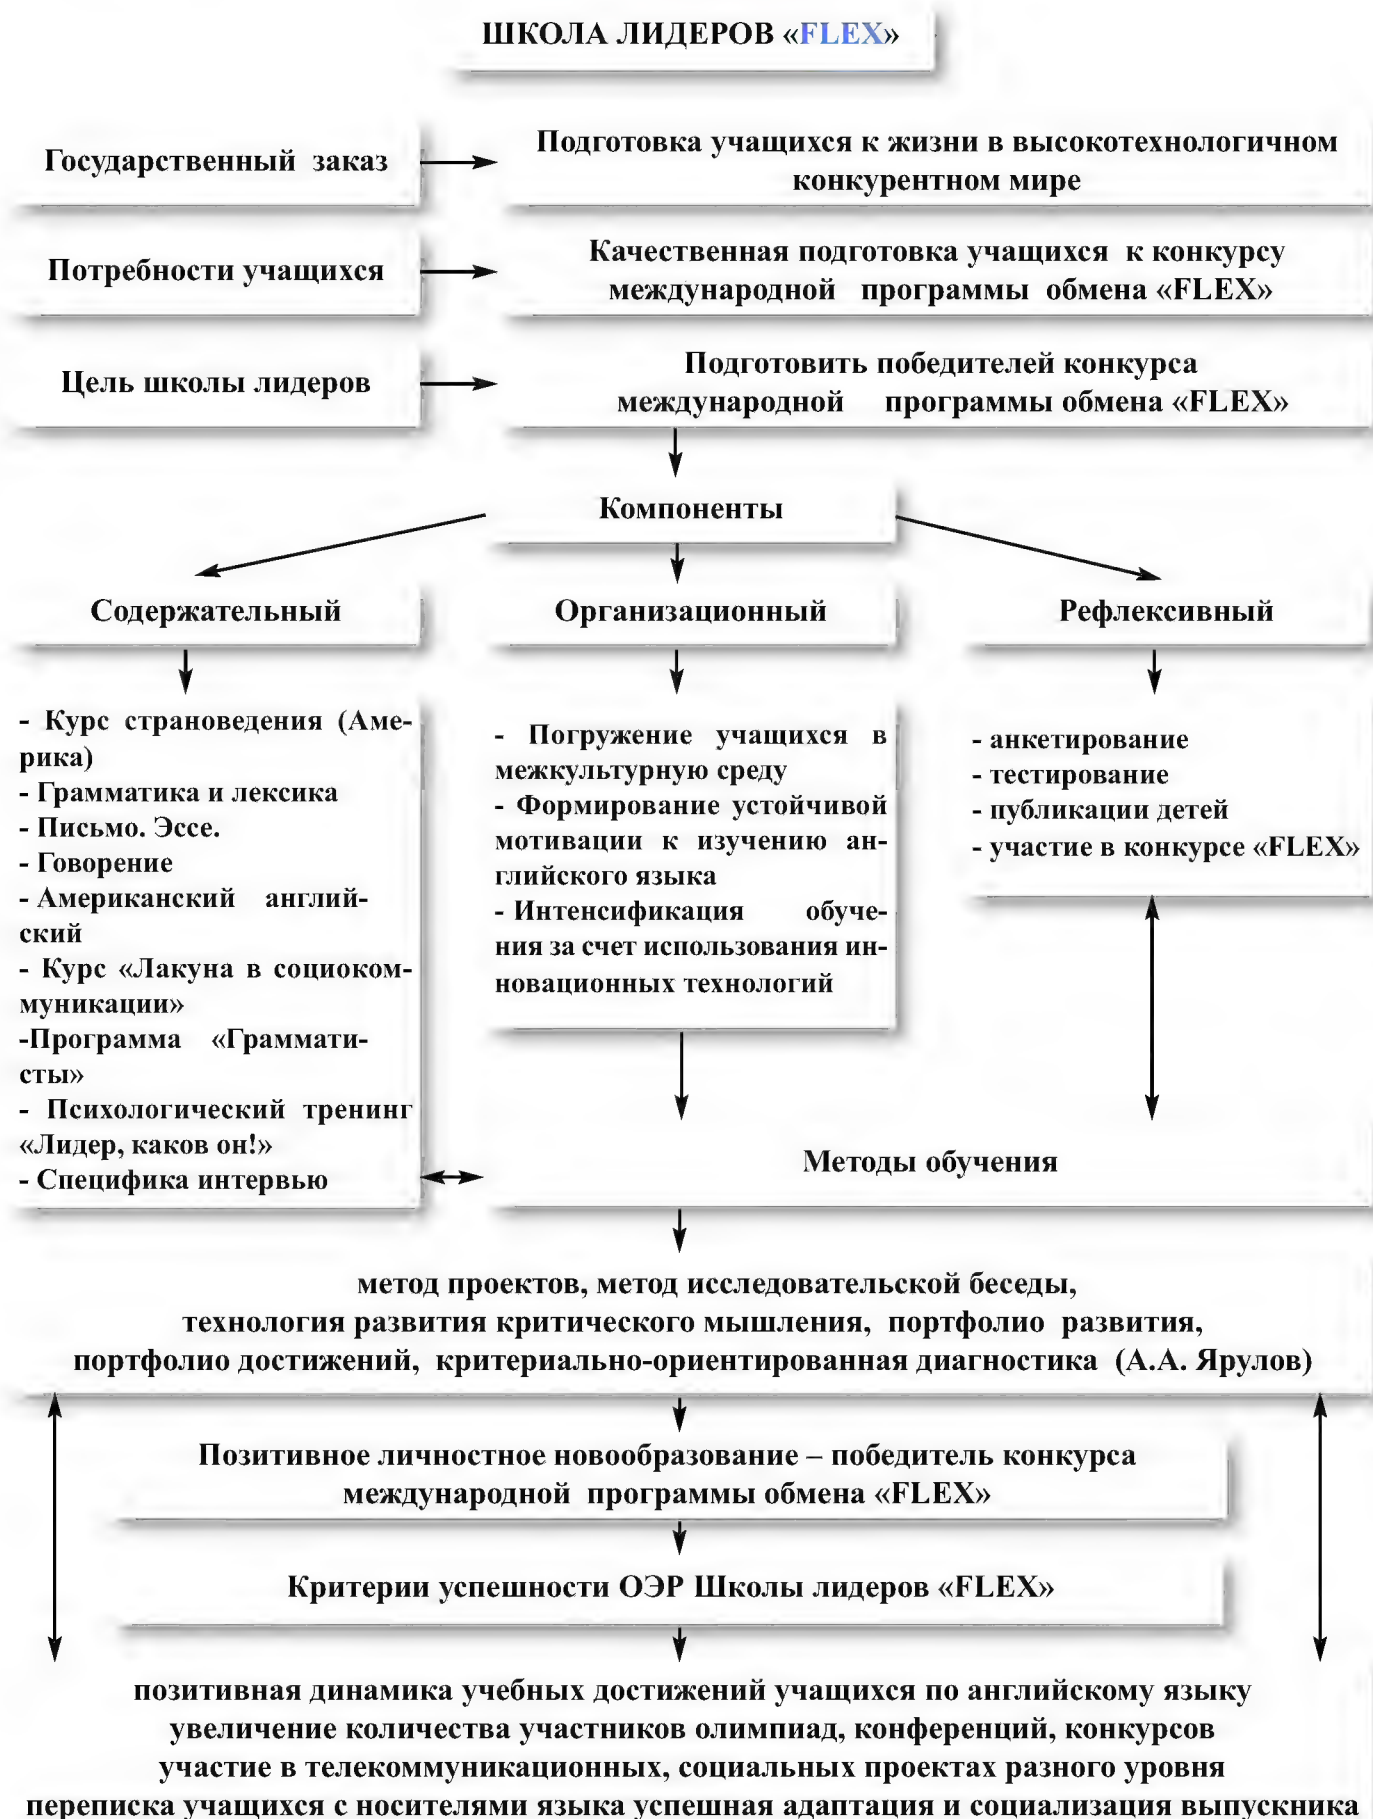 ШКОЛА ЛИДЕРОВ «FLEX»
Государственный заказ
Подготовка учащихся к жизни в высокотехнологичном
конкурентном мире
Потребности учащихся
Качественная подготовка учащихся к конкурсу
международной программы обмена «FLEX»
Цель школы лидеров
Подготовить победителей конкурса
международной программы обмена «FLEX»
Компоненты
Содержательный
Организационный
Рефлексивный
- Курс страноведения (Аме-
рика)
- Грамматика и лексика
- Письмо. Эссе.
- Говорение
- Американский англий-
ский
- Курс «Лакуна в социоком-
муникации»
-Программа «Граммати-
сты»
- Психологический тренинг
«Лидер, каков он!»
- Специфика интервью
- Погружение учащихся в
межкультурную среду
- Формирование устойчивой
мотивации к изучению ан-
глийского языка
- Интенсификация обуче-
ния за счет использования ин-
новационных технологий
- анкетирование
- тестирование
- публикации детей
- участие в конкурсе «FLEX»
Методы обучения
метод проектов, метод исследовательской беседы,
технология развития критического мышления, портфолио развития,
портфолио достижений, критериально-ориентированная диагностика (А.А. Ярулов)
Позитивное личностное новообразование – победитель конкурса
международной программы обмена «FLEX»
Критерии успешности ОЭР Школы лидеров «FLEX»
позитивная динамика учебных достижений учащихся по английскому языку
увеличение количества участников олимпиад, конференций, конкурсов
участие в телекоммуникационных, социальных проектах разного уровня
переписка учащихся с носителями языка успешная адаптация и социализация выпускника